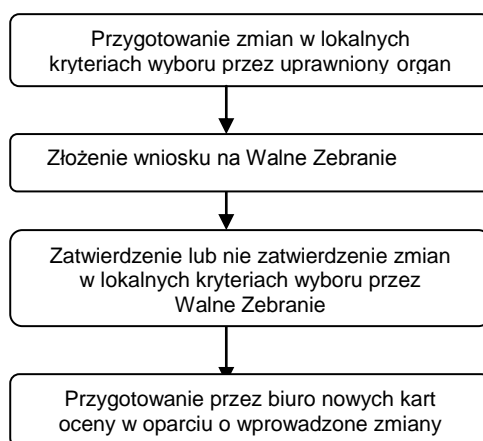 Przygotowanie zmian w lokalnych
kryteriach wyboru przez uprawniony organ
Złożenie wniosku na Walne Zebranie
Zatwierdzenie lub nie zatwierdzenie zmian
w lokalnych kryteriach wyboru przez
Walne Zebranie
Przygotowanie przez biuro nowych kart
oceny w oparciu o wprowadzone zmiany